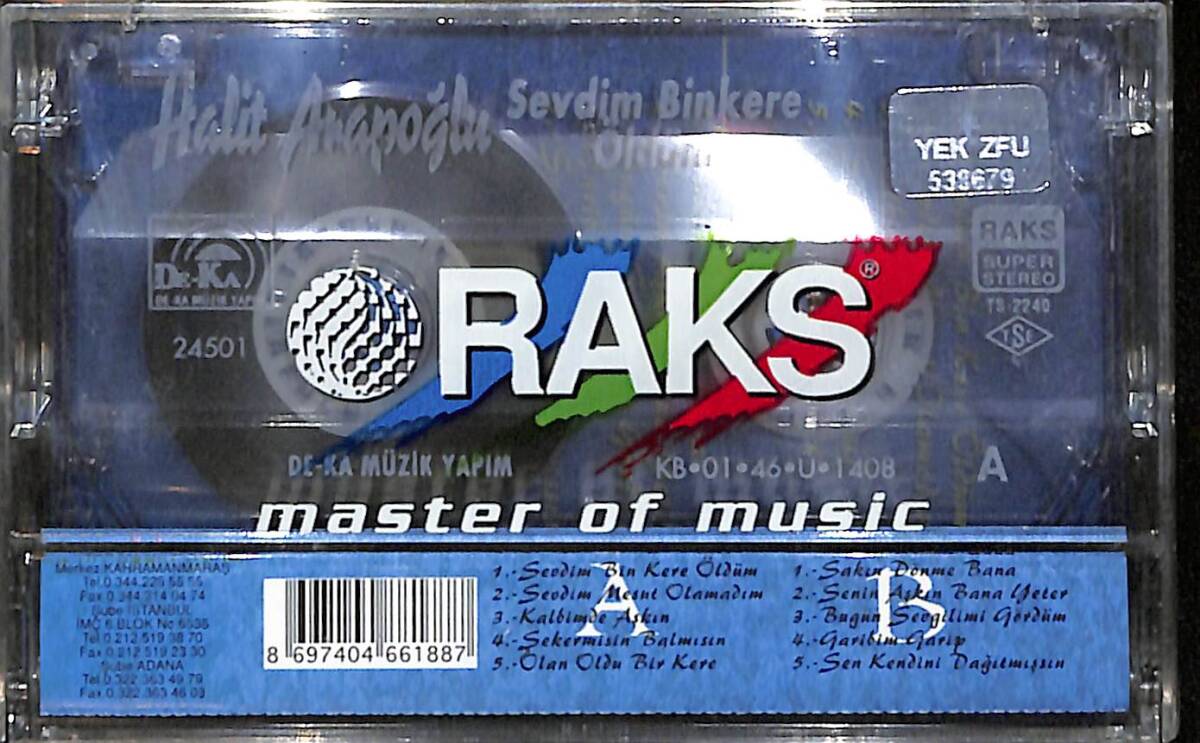 Halit Arapoğlu
Sevdim Binkere
Öldüm
YEK ZFU
538679
DE-KA
DE-KA MÜZİK YAPIM
24501
RAKS®
RAKS
SUPER
STEREO
TS-2240
TSE
DE-KA MÜZİK YAPIM
KB•01•46•U•1408
A
master of music
Merkez KAHRAMANMARAŞ
Tel.0.344.225 55 55
Fax 0.344.314 04 74
Şube İSTANBUL
İMÇ 6.BLOK No 6536
Tel 0.212 519 38 70
Fax 0.212 519 23 30
Şube ADANA
Tel.0.322 363 49 79
Fax 0.322 363 46 03
8 697404 661887
A
1.-Sevdim Bin Kere Öldüm
2.-Sevdim Mesut Olamadım
3.-Kalbimde Aşkın
4.-Şekermisin Balmısın
5.-Olan Oldu Bir Kere
B
1.-Sakın Dönme Bana
2.-Senin Aşkın Bana Yeter
3.-Bugün Sevgilimi Gördüm
4.-Garibim Garip
5.-Sen Kendini Dağıtmışsın